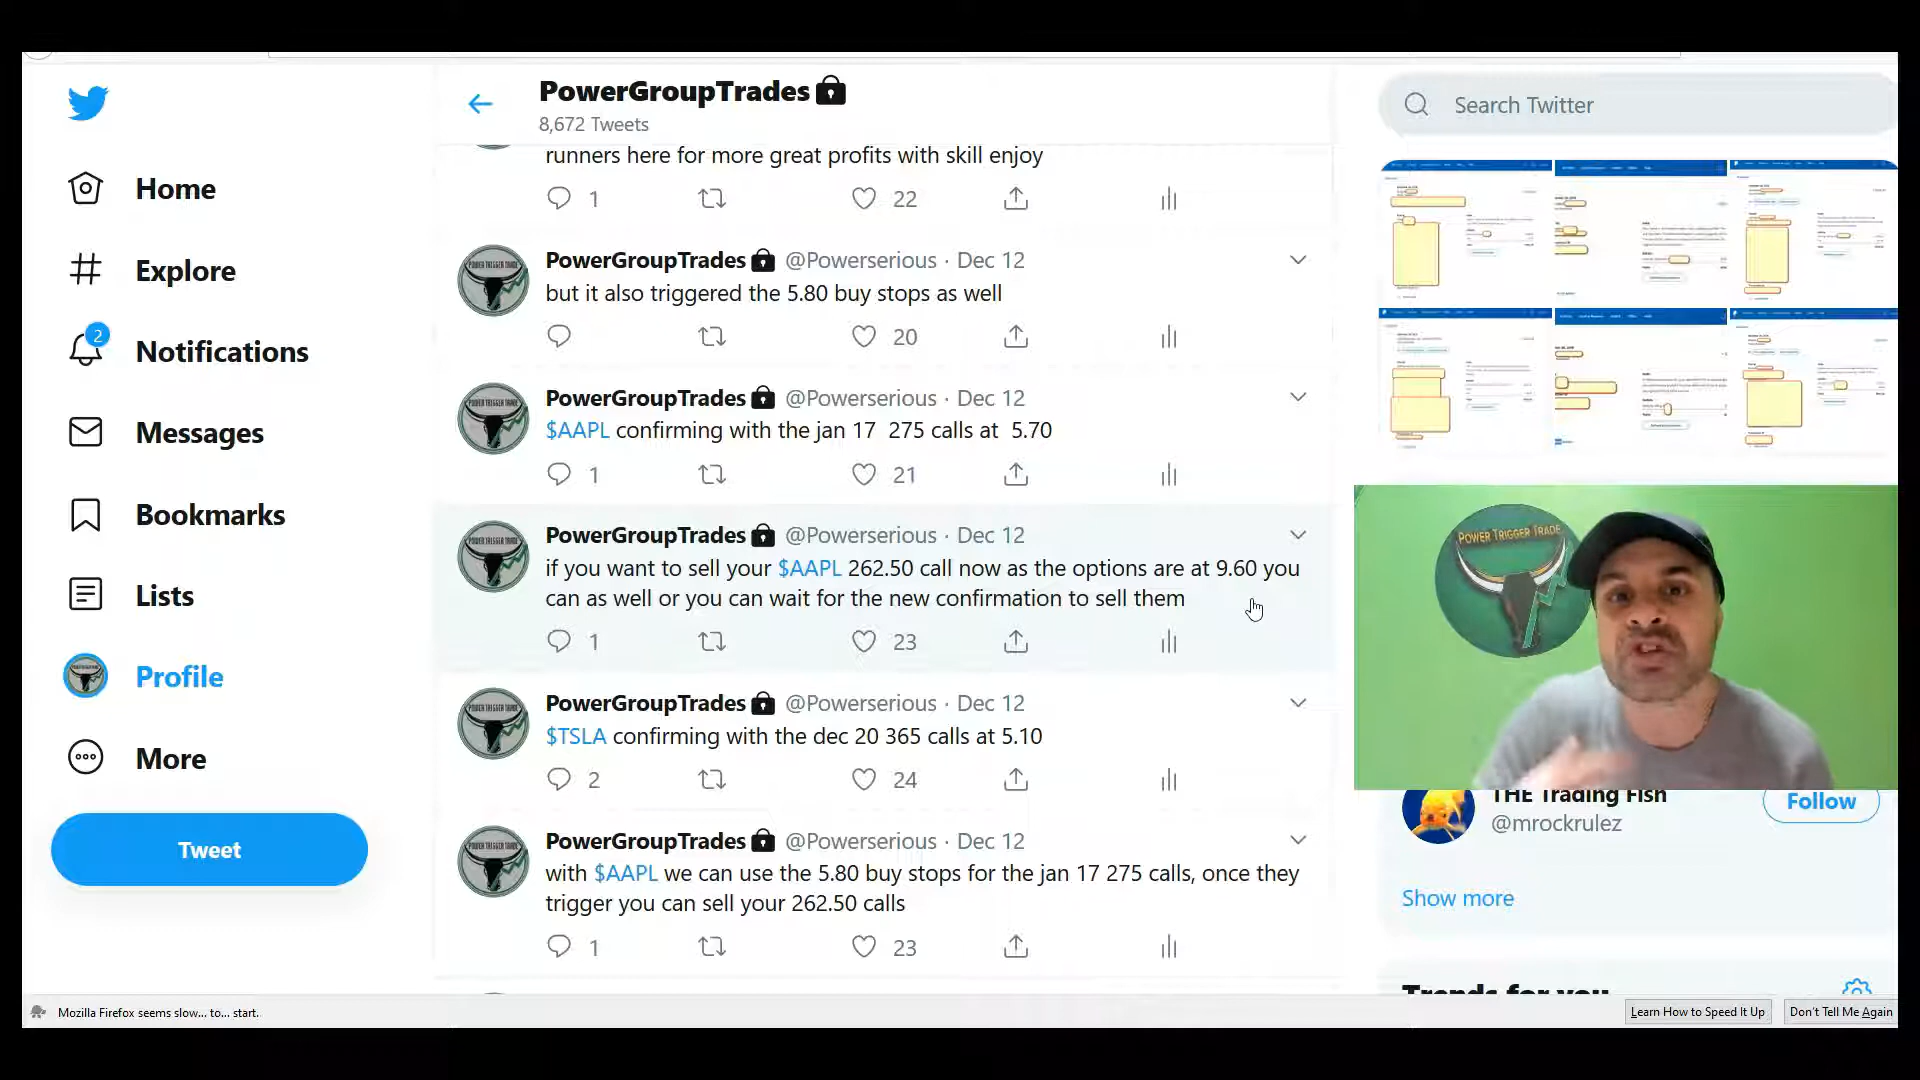 PowerGroupTrades
8,672 Tweets
Search Twitter
Home
Explore
2
Notifications
Messages
Bookmarks
Lists
Profile
More
Tweet
runners here for more great profits with skill enjoy
1 22
PowerGroupTrades @Powerserious · Dec 12
but it also triggered the 5.80 buy stops as well
20
PowerGroupTrades @Powerserious · Dec 12
$AAPL confirming with the jan 17 275 calls at 5.70
1 21
PowerGroupTrades @Powerserious · Dec 12
if you want to sell your $AAPL 262.50 call now as the options are at 9.60 you
can as well or you can wait for the new confirmation to sell them
1 23
PowerGroupTrades @Powerserious · Dec 12
$TSLA confirming with the dec 20 365 calls at 5.10
2 24
PowerGroupTrades @Powerserious · Dec 12
with $AAPL we can use the 5.80 buy stops for the jan 17 275 calls, once they
trigger you can sell your 262.50 calls
1 23
POWER TRIGGER TRADE
THE Trading Fish
@mrockrulez
Follow
Show more
Trends for you
Mozilla Firefox seems slow... to... start.
Learn How to Speed It Up
Don't Tell Me Again